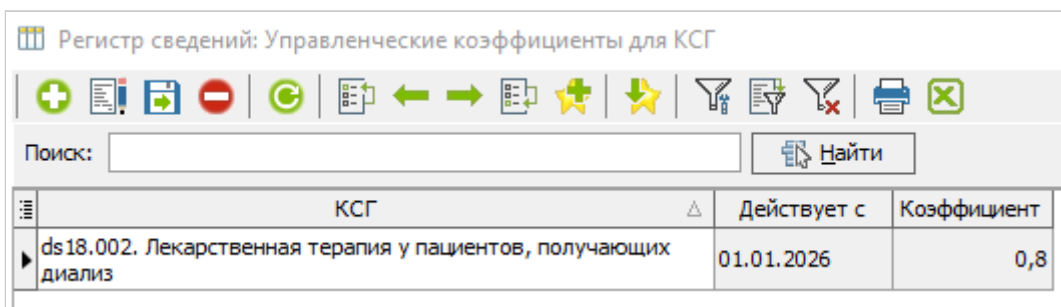 Регистр сведений: Управленческие коэффициенты для КСГ
Поиск: Найти
КСГ Действует с Коэффициент
ds18.002. Лекарственная терапия у пациентов, получающих
диализ 01.01.2026 0,8